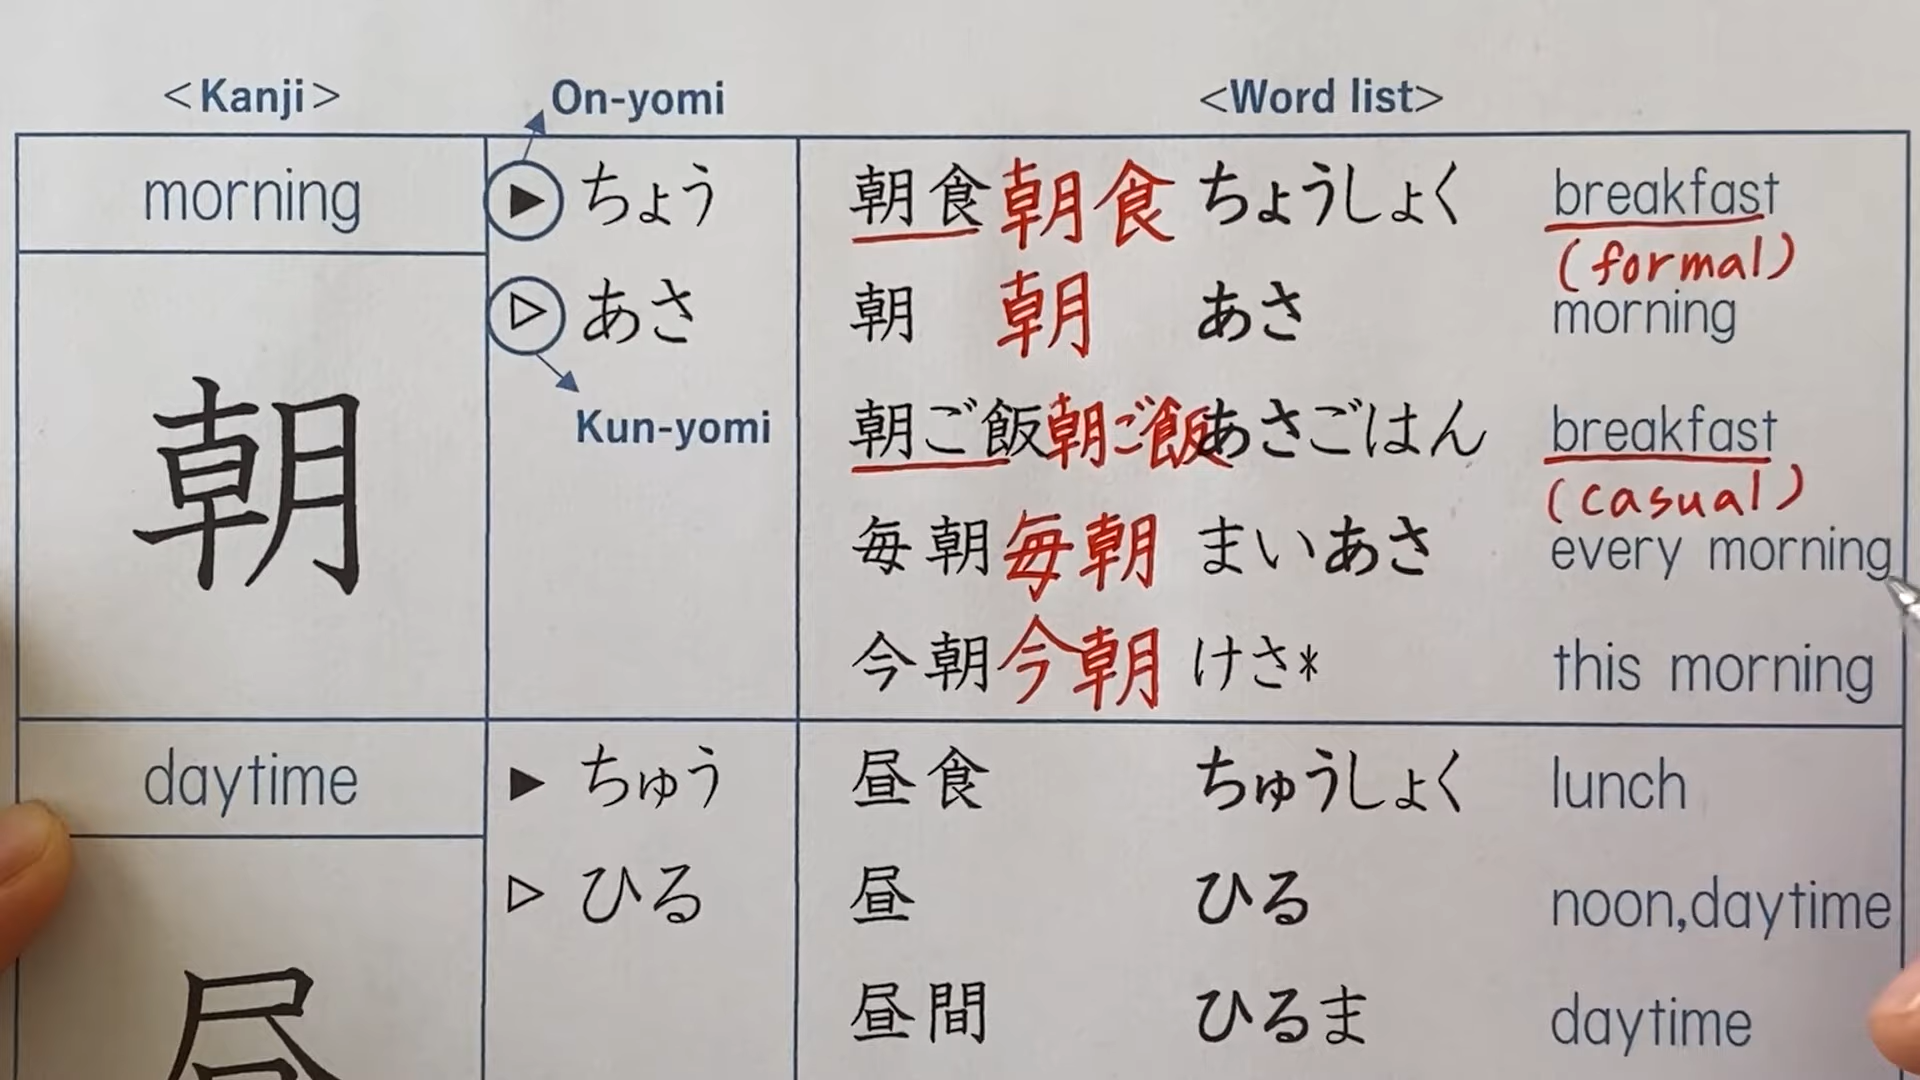 <Kanji> On-yomi <Word list>
morning ▶ ちょう 朝食 朝食 ちょうしょく breakfast
(formal)
▷ あさ 朝 朝 あさ morning
朝
Kun-yomi 朝ご飯 朝ご飯 あさごはん breakfast
(casual)
毎朝 毎朝 まいあさ every morning
今朝 今朝 けさ* this morning
daytime ▶ ちゅう 昼食 ちゅうしょく lunch
▷ ひる 昼 ひる noon,daytime
昼 昼間 ひるま daytime